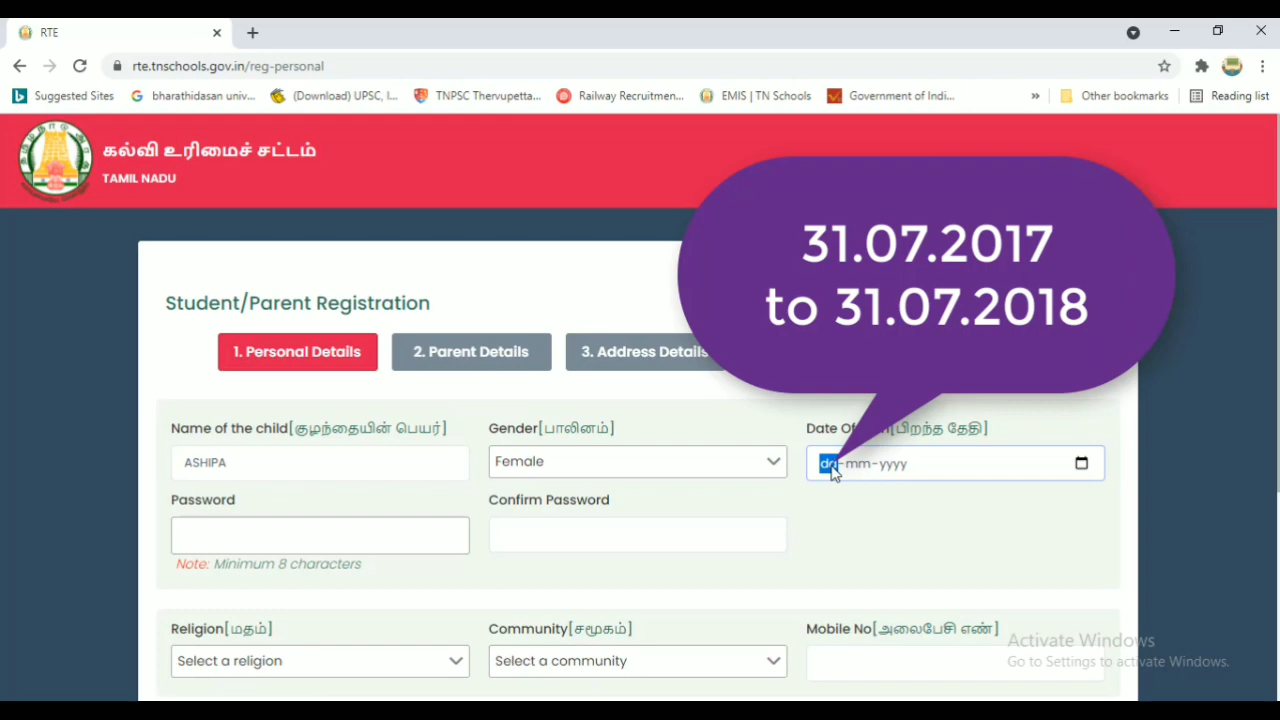 RTE
rte.tnschools.gov.in/reg-personal
Suggested Sites
bharathidasan univ...
(Download) UPSC, I...
TNPSC Thervupetta...
Railway Recruitmen...
EMIS | TN Schools
Government of Indi...
»
Other bookmarks
Reading list
கல்வி உரிமைச் சட்டம்
TAMIL NADU
31.07.2017
to 31.07.2018
Student/Parent Registration
1. Personal Details
2. Parent Details
3. Address Details
Name of the child[குழந்தையின் பெயர்]
Gender[பாலினம்]
Date Of [பிறந்த தேதி]
ASHIPA
Female
dd-mm-yyyy
Password
Confirm Password
Note: Minimum 8 characters
Religion[மதம்]
Community[சமூகம்]
Mobile No[அலைபேசி எண்]
Select a religion
Select a community
Activate Windows
Go to Settings to activate Windows.